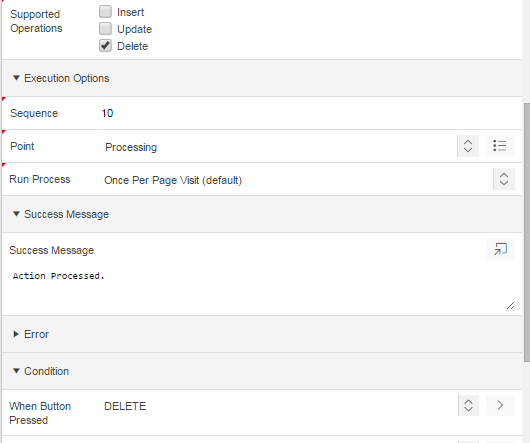 Supported
Operations
Insert
Update
Delete
Execution Options
Sequence
10
Point
Processing
Run Process
Once Per Page Visit (default)
Success Message
Success Message
Action Processed.
Error
Condition
When Button
Pressed
DELETE